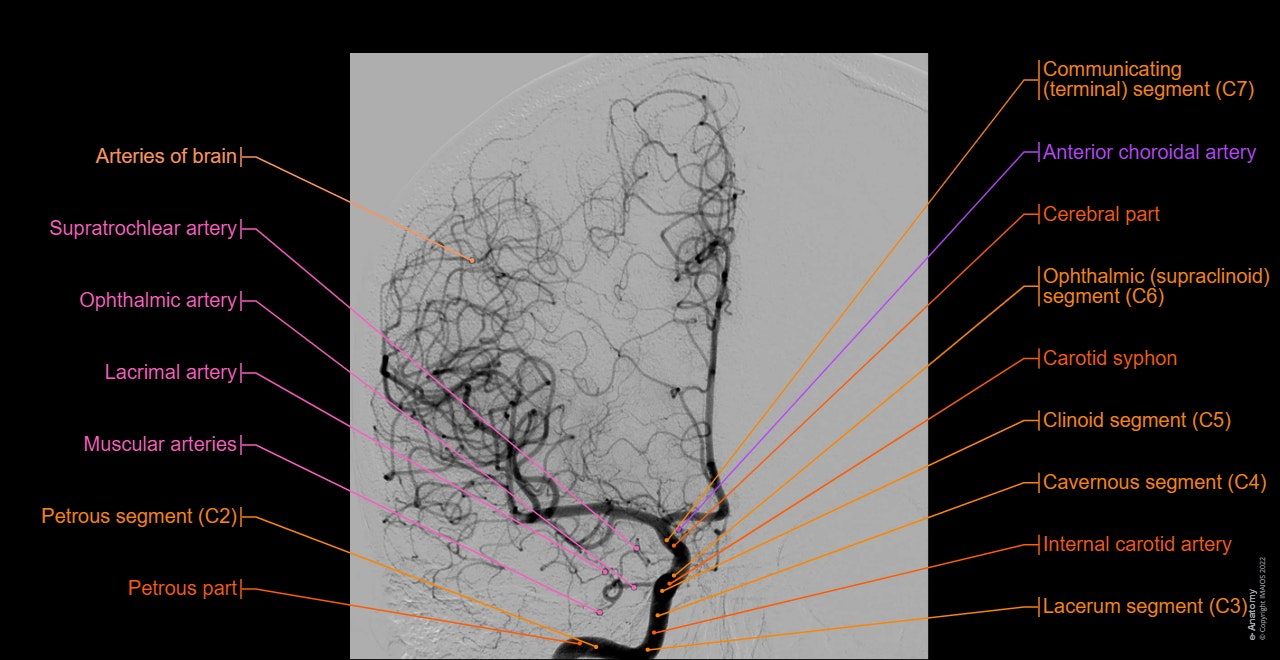 Arteries of brain
Supratrochlear artery
Ophthalmic artery
Lacrimal artery
Muscular arteries
Petrous segment (C2)
Petrous part
Communicating
(terminal) segment (C7)
Anterior choroidal artery
Cerebral part
Ophthalmic (supraclinoid)
segment (C6)
Carotid syphon
Clinoid segment (C5)
Cavernous segment (C4)
Internal carotid artery
Lacerum segment (C3)
e-Anatomy
© Copyright IMAIOS 2022